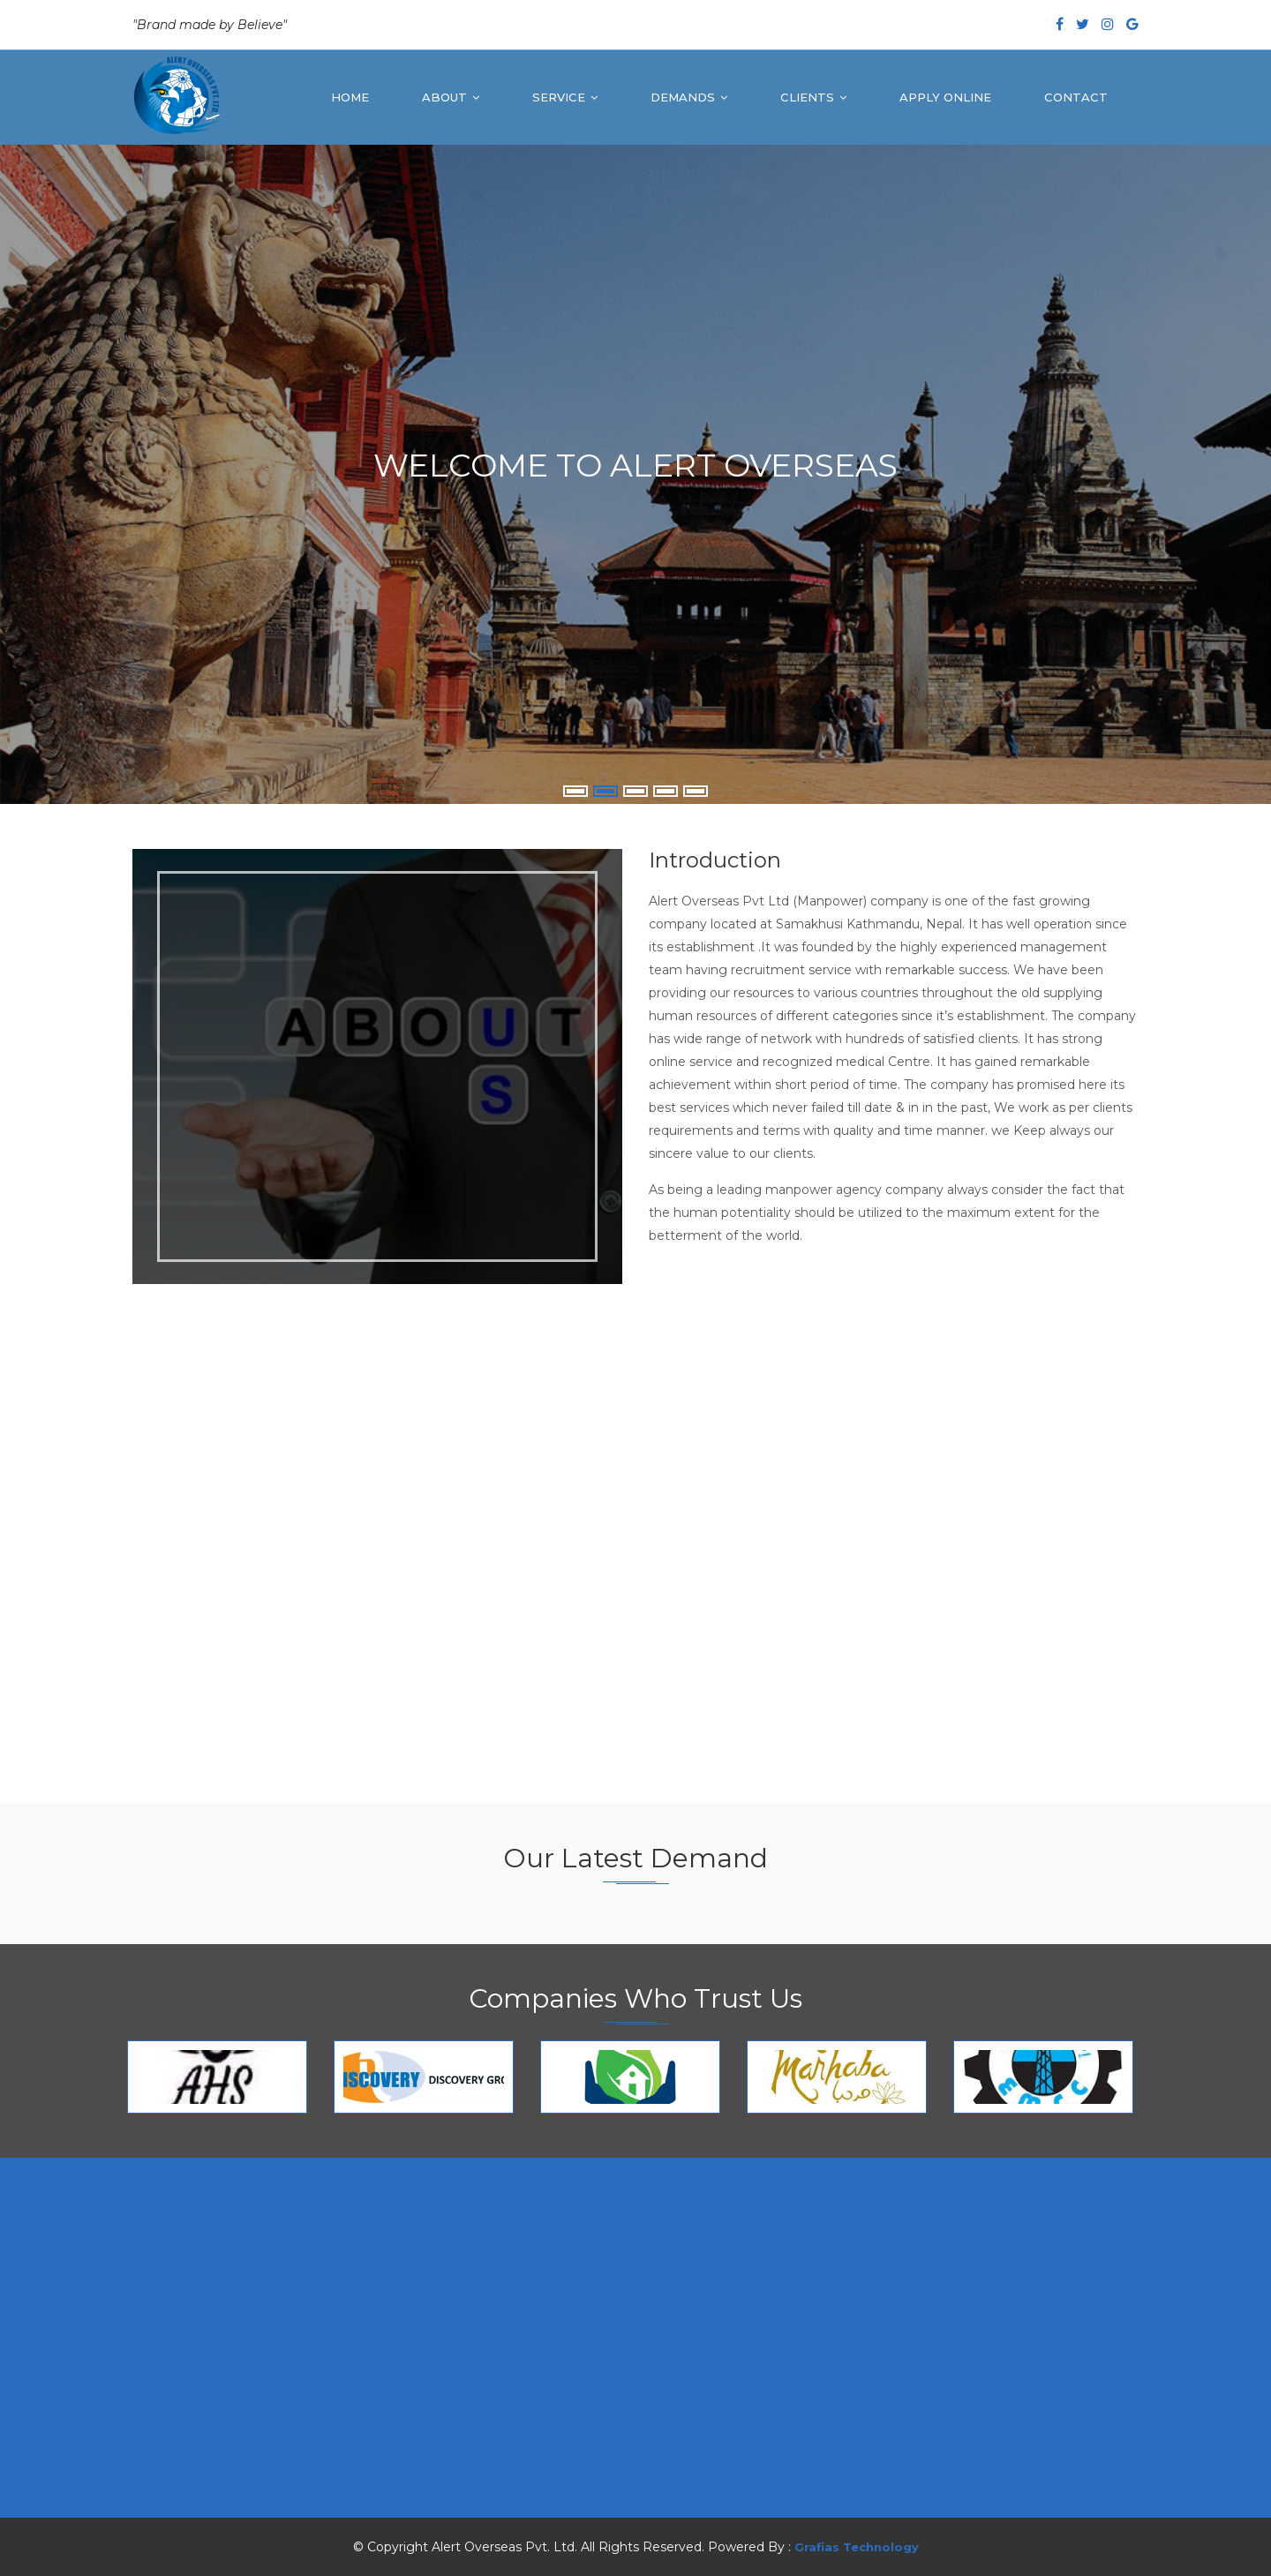 "Brand made by Believe"
ALERT OVERSEAS PVT. LTD.
HOME ABOUT SERVICE DEMANDS CLIENTS APPLY ONLINE CONTACT
WELCOME TO ALERT OVERSEAS
ABOUT
US
Introduction
Alert Overseas Pvt Ltd (Manpower) company is one of the fast growing
company located at Samakhusi Kathmandu, Nepal. It has well operation since
its establishment .It was founded by the highly experienced management
team having recruitment service with remarkable success. We have been
providing our resources to various countries throughout the old supplying
human resources of different categories since it’s establishment. The company
has wide range of network with hundreds of satisfied clients. It has strong
online service and recognized medical Centre. It has gained remarkable
achievement within short period of time. The company has promised here its
best services which never failed till date & in in the past, We work as per clients
requirements and terms with quality and time manner. we Keep always our
sincere value to our clients.
As being a leading manpower agency company always consider the fact that
the human potentiality should be utilized to the maximum extent for the
betterment of the world.
Our Latest Demand
Companies Who Trust Us
AHS
ISCOVERY DISCOVERY GRO
Marhaba
مرحبا
M M S C
© Copyright Alert Overseas Pvt. Ltd. All Rights Reserved. Powered By : Grafias Technology